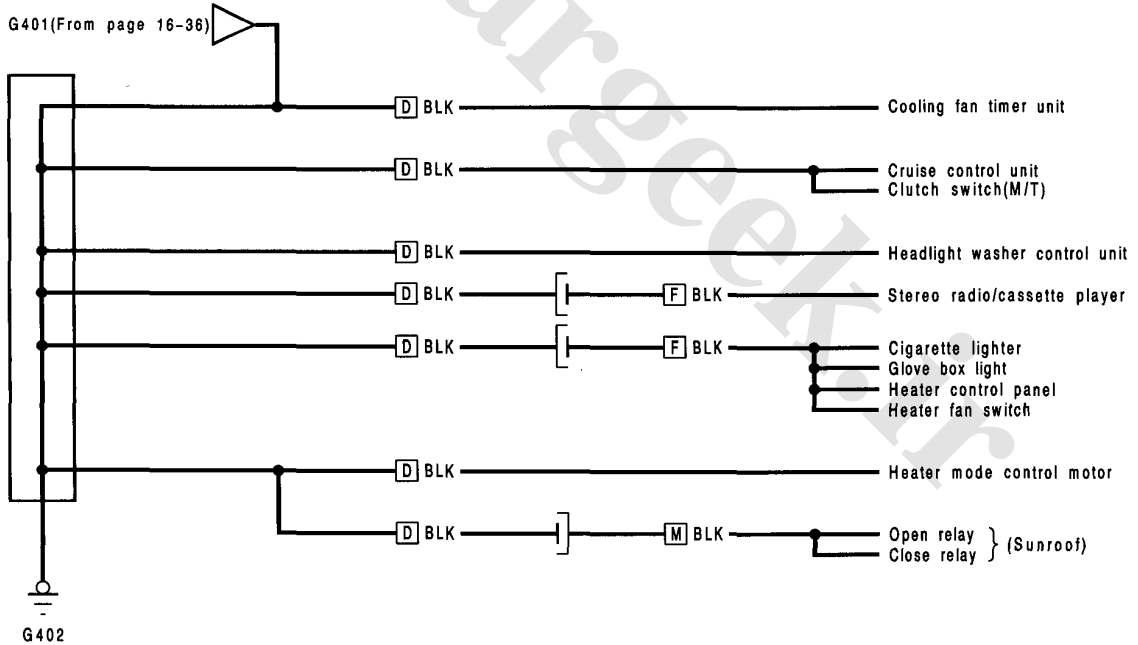 G401(From page 16-36)
D BLK
Cooling fan timer unit
D BLK
Cruise control unit
Clutch switch(M/T)
D BLK
Headlight washer control unit
D BLK
F BLK
Stereo radio/cassette player
D BLK
F BLK
Cigarette lighter
Glove box light
Heater control panel
Heater fan switch
D BLK
Heater mode control motor
D BLK
M BLK
Open relay
Close relay
(Sunroof)
G402
argeek.ir